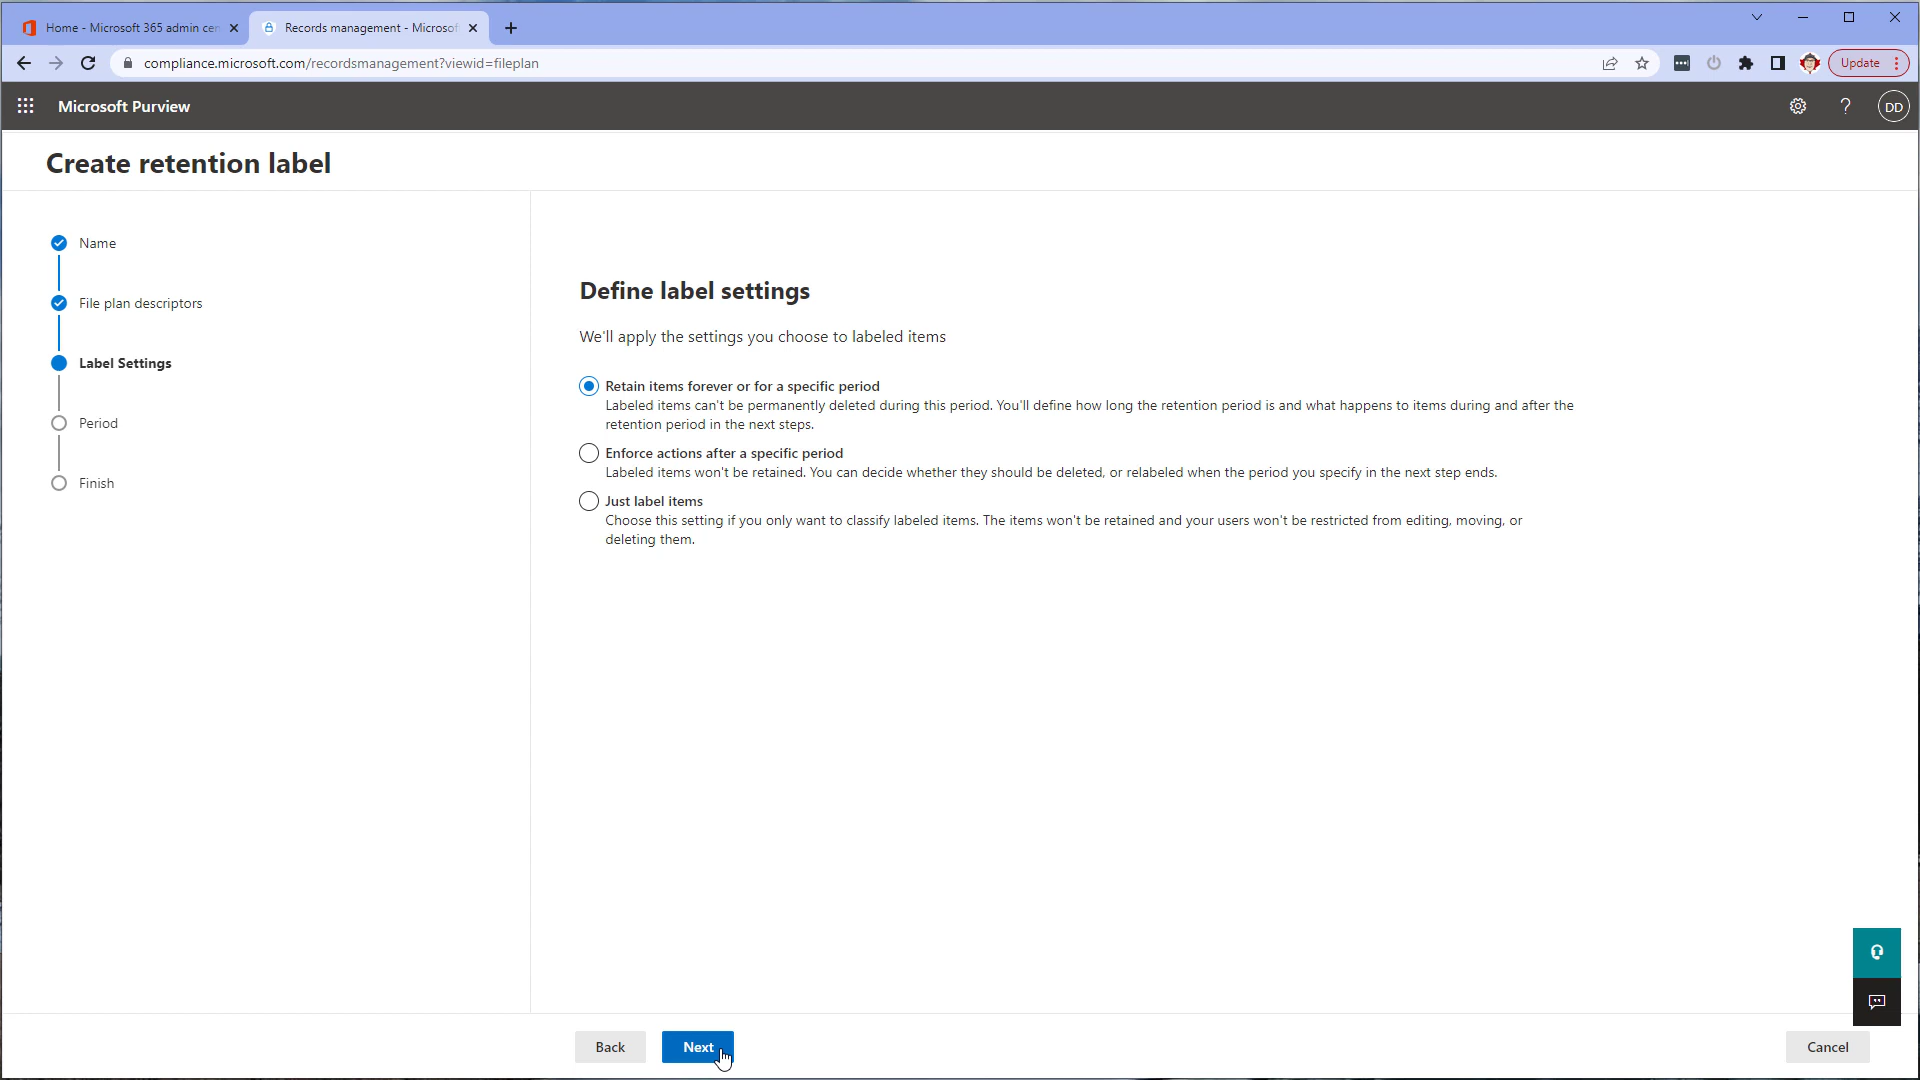 Home - Microsoft 365 admin cen
Records management - Microsof
compliance.microsoft.com/recordsmanagement?viewid=fileplan
Update
Microsoft Purview
?
DD
Create retention label
Name
File plan descriptors
Label Settings
Period
Finish
Define label settings
We'll apply the settings you choose to labeled items
Retain items forever or for a specific period
Labeled items can't be permanently deleted during this period. You'll define how long the retention period is and what happens to items during and after the
retention period in the next steps.
Enforce actions after a specific period
Labeled items won't be retained. You can decide whether they should be deleted, or relabeled when the period you specify in the next step ends.
Just label items
Choose this setting if you only want to classify labeled items. The items won't be retained and your users won't be restricted from editing, moving, or
deleting them.
Back
Next
Cancel